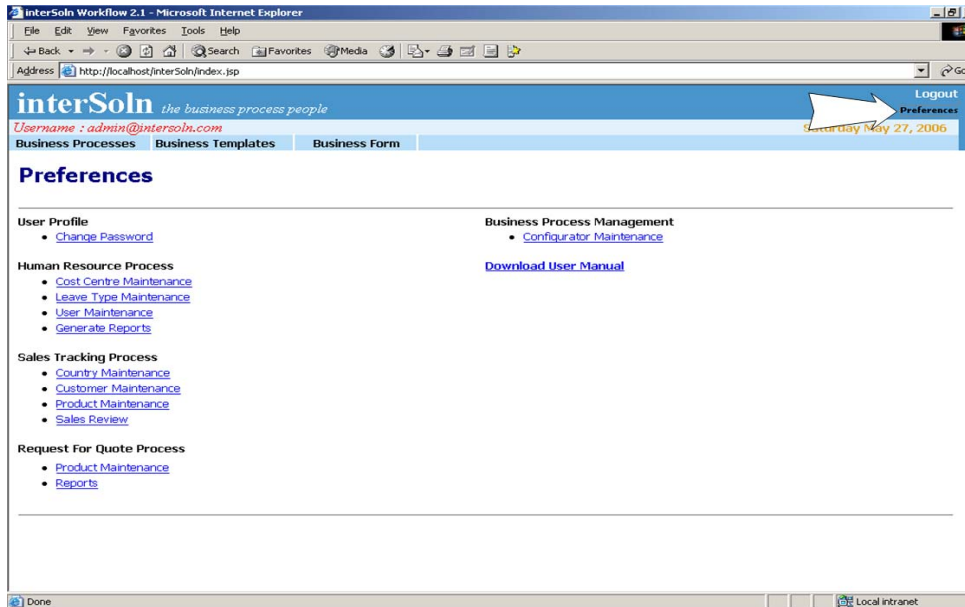 interSoln Workflow 2.1 - Microsoft Internet Explorer
File Edit View Favorites Tools Help
Back Search Favorites Media
Address http://localhost/interSoln/index.jsp Go
interSoln the business process people
Logout
Preferences
Username : admin@intersoln.com
Saturday May 27, 2006
Business Processes Business Templates Business Form
Preferences
User Profile
Change Password
Human Resource Process
Cost Centre Maintenance
Leave Type Maintenance
User Maintenance
Generate Reports
Sales Tracking Process
Country Maintenance
Customer Maintenance
Product Maintenance
Sales Review
Request For Quote Process
Product Maintenance
Reports
Business Process Management
Configurator Maintenance
Download User Manual
Done
Local intranet